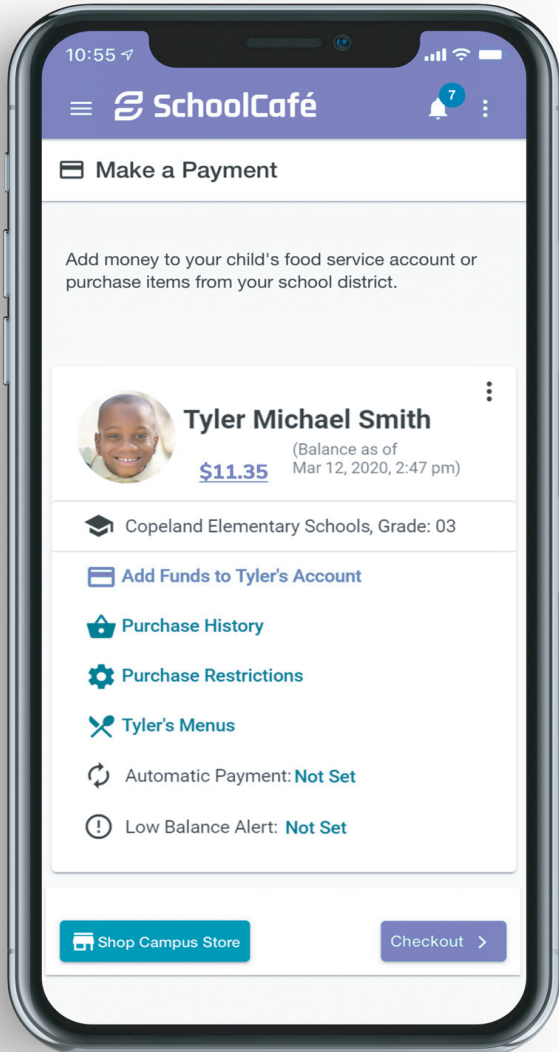 10:55
SchoolCafé
7
Make a Payment
Add money to your child's food service account or
purchase items from your school district.
Tyler Michael Smith
$11.35
(Balance as of
Mar 12, 2020, 2:47 pm)
Copeland Elementary Schools, Grade: 03
Add Funds to Tyler's Account
Purchase History
Purchase Restrictions
Tyler's Menus
Automatic Payment: Not Set
Low Balance Alert: Not Set
Shop Campus Store
Checkout